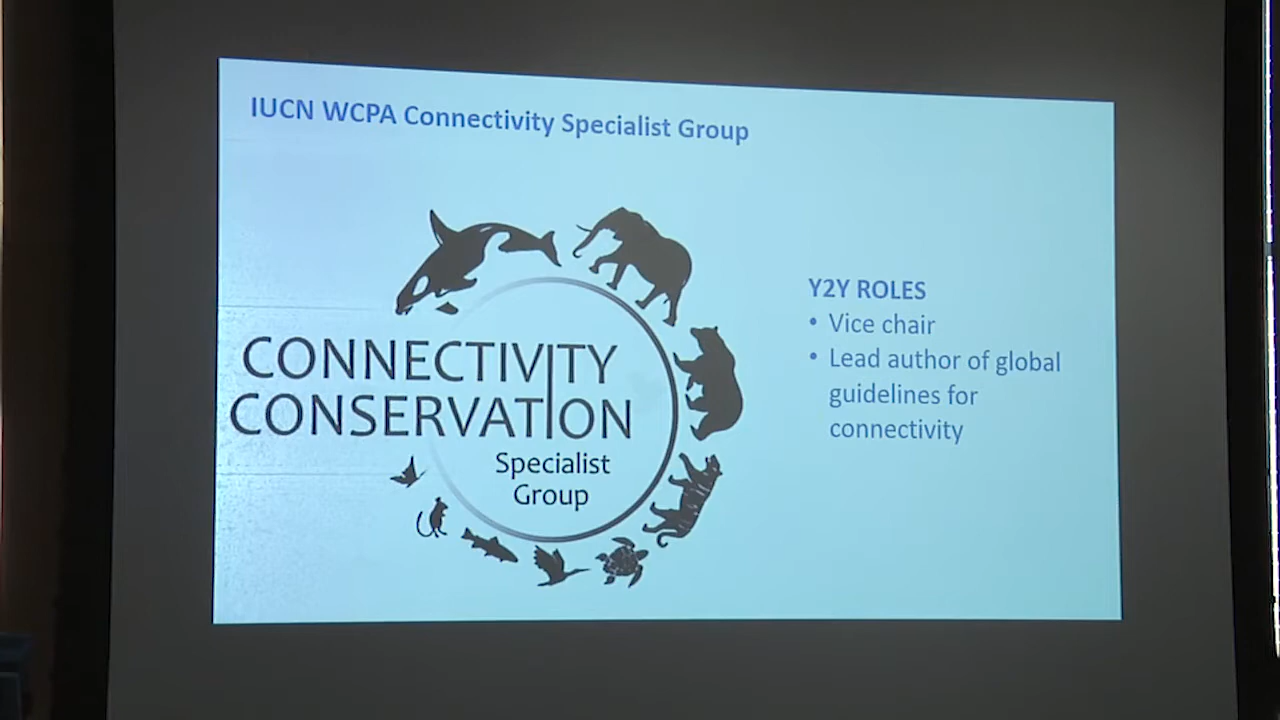 IUCN WCPA Connectivity Specialist Group
CONNECTIVITY
CONSERVATION
Specialist
Group
Y2Y ROLES
• Vice chair
• Lead author of global
guidelines for
connectivity